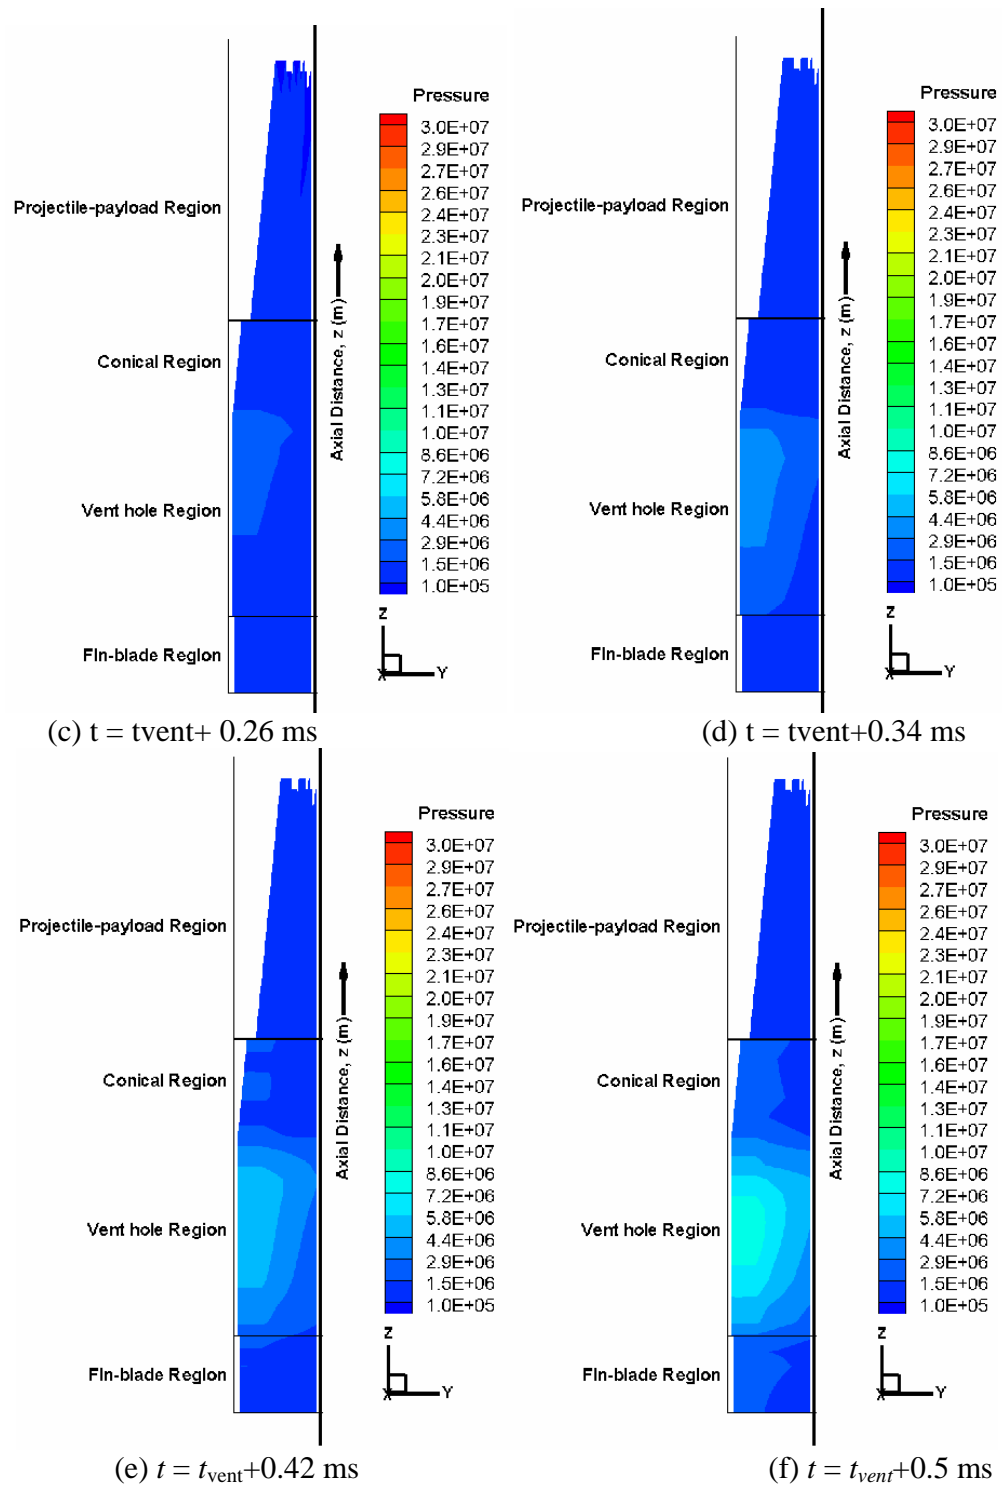 Pressure
3.0E+07
2.9E+07
2.7E+07
2.6E+07
2.4E+07
2.3E+07
2.1E+07
2.0E+07
1.9E+07
1.7E+07
1.6E+07
1.4E+07
1.3E+07
1.1E+07
1.0E+07
8.6E+06
7.2E+06
5.8E+06
4.4E+06
2.9E+06
1.5E+06
1.0E+05
Projectile-payload Region
Conical Region
Vent hole Region
Fin-blade Region
Axial Distance, z (m)
Z
X
Y
(c) t = tvent+ 0.26 ms
Pressure
3.0E+07
2.9E+07
2.7E+07
2.6E+07
2.4E+07
2.3E+07
2.1E+07
2.0E+07
1.9E+07
1.7E+07
1.6E+07
1.4E+07
1.3E+07
1.1E+07
1.0E+07
8.6E+06
7.2E+06
5.8E+06
4.4E+06
2.9E+06
1.5E+06
1.0E+05
Projectile-payload Region
Conical Region
Vent hole Region
Fin-blade Region
Axial Distance, z (m)
Z
X
Y
(d) t = tvent+0.34 ms
Pressure
3.0E+07
2.9E+07
2.7E+07
2.6E+07
2.4E+07
2.3E+07
2.1E+07
2.0E+07
1.9E+07
1.7E+07
1.6E+07
1.4E+07
1.3E+07
1.1E+07
1.0E+07
8.6E+06
7.2E+06
5.8E+06
4.4E+06
2.9E+06
1.5E+06
1.0E+05
Projectile-payload Region
Conical Region
Vent hole Region
Fin-blade Region
Axial Distance, z (m)
Z
X
Y
(e) t = tvent+0.42 ms
Pressure
3.0E+07
2.9E+07
2.7E+07
2.6E+07
2.4E+07
2.3E+07
2.1E+07
2.0E+07
1.9E+07
1.7E+07
1.6E+07
1.4E+07
1.3E+07
1.1E+07
1.0E+07
8.6E+06
7.2E+06
5.8E+06
4.4E+06
2.9E+06
1.5E+06
1.0E+05
Projectile-payload Region
Conical Region
Vent hole Region
Fin-blade Region
Axial Distance, z (m)
Z
X
Y
(f) t = tvent+0.5 ms